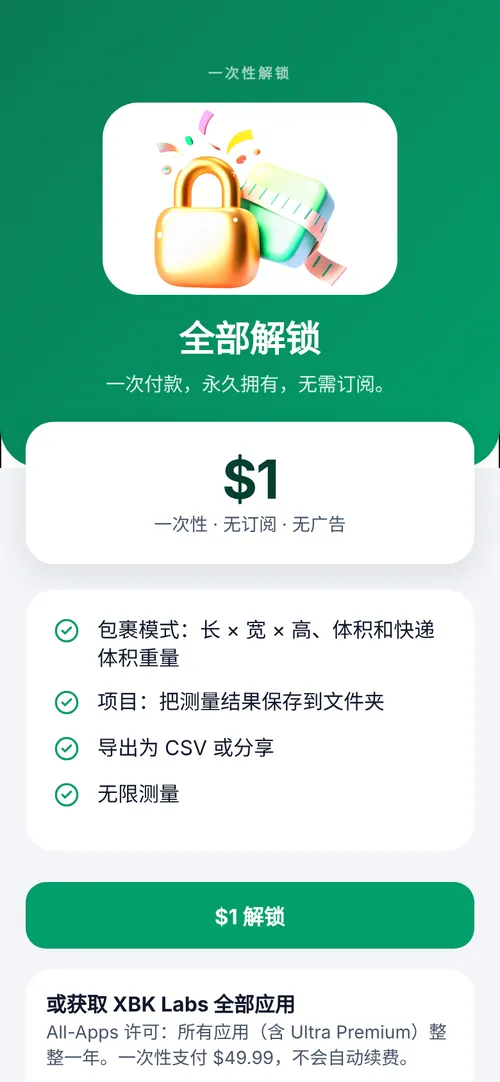 一次性解锁
全部解锁
一次付款，永久拥有，无需订阅。
$1
一次性 · 无订阅 · 无广告
包裹模式：长 × 宽 × 高、体积和快递
体积重量
项目：把测量结果保存到文件夹
导出为 CSV 或分享
无限测量
$1 解锁
或获取 XBK Labs 全部应用
All-Apps 许可：所有应用（含 Ultra Premium）整
整一年。一次性支付 $49.99，不会自动续费。